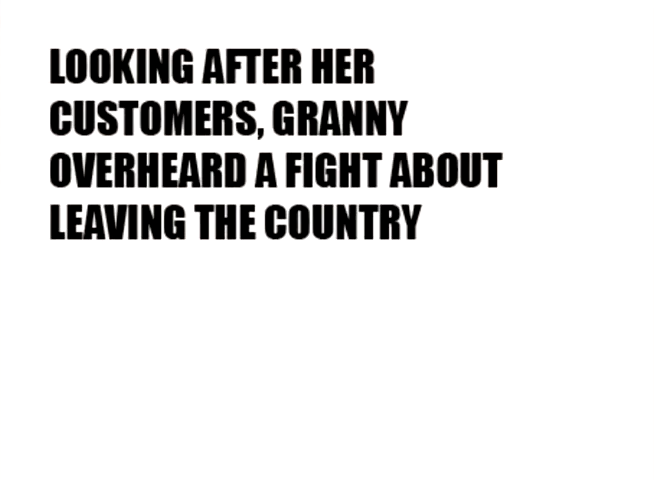 LOOKING AFTER HER
CUSTOMERS, GRANNY
OVERHEARD A FIGHT ABOUT
LEAVING THE COUNTRY